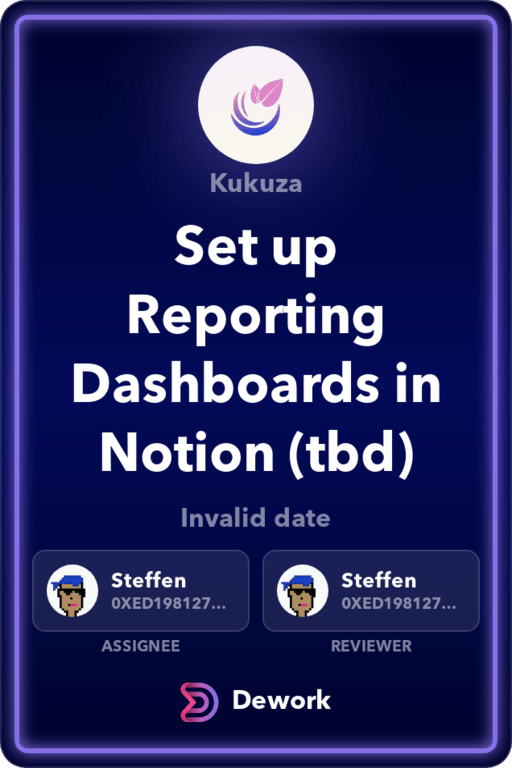 Kukuza
Set up
Reporting
Dashboards in
Notion (tbd)
Invalid date
Steffen
0XED198127...
ASSIGNEE
Steffen
0XED198127...
REVIEWER
Dework